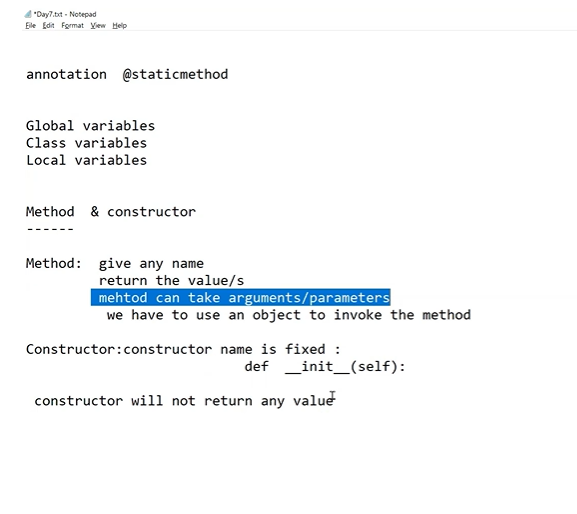 *Day7.txt - Notepad
File Edit Format View Help
annotation @staticmethod
Global variables
Class variables
Local variables
Method & constructor
------
Method: give any name
return the value/s
mehtod can take arguments/parameters
we have to use an object to invoke the method
Constructor:constructor name is fixed :
def __init__(self):
constructor will not return any value